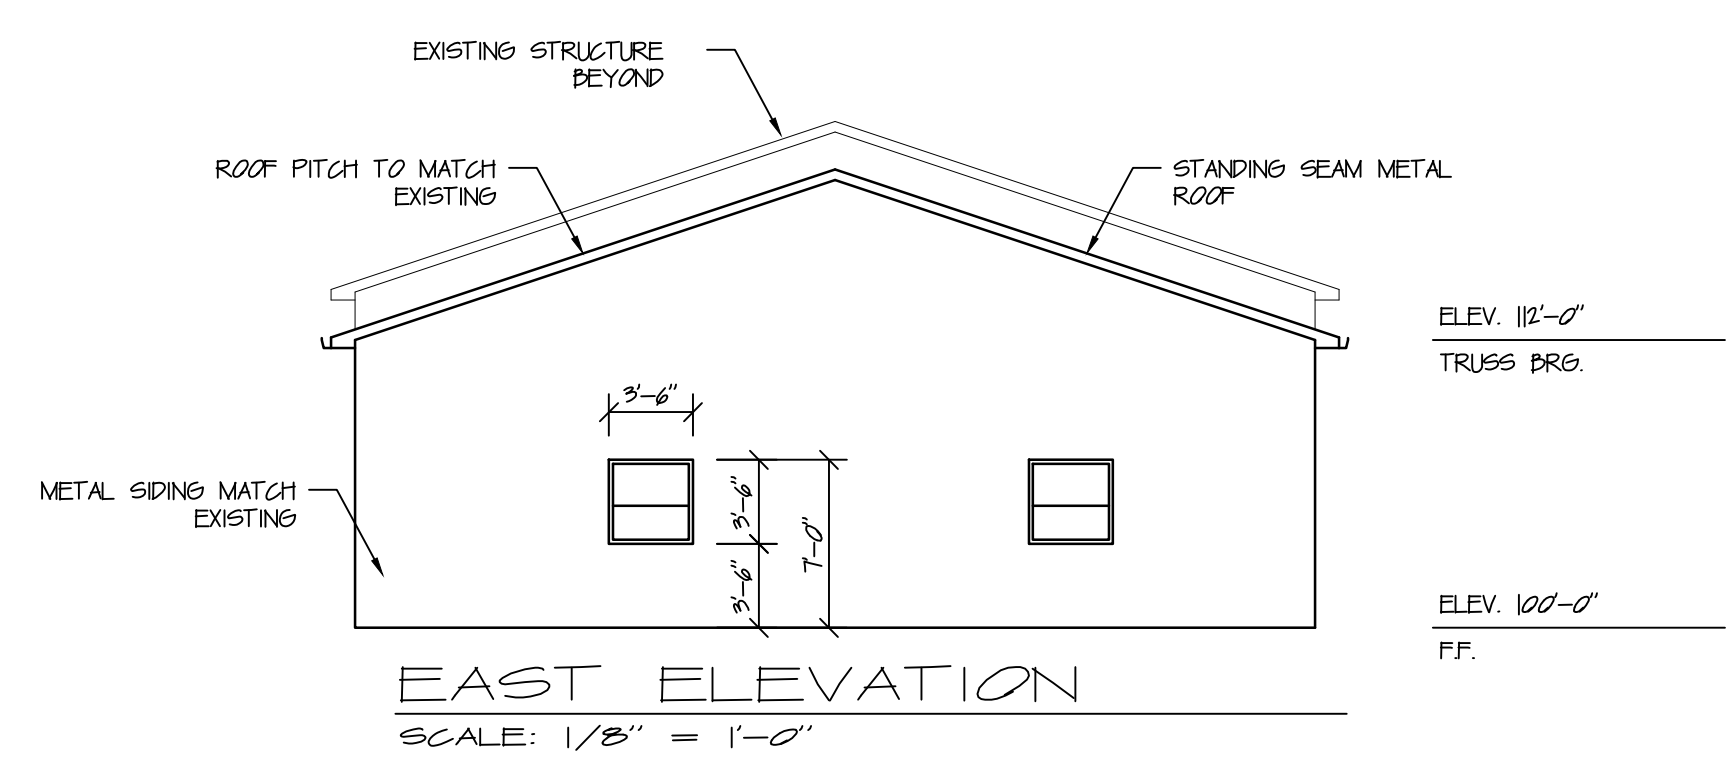 EXISTING STRUCTURE
BEYOND
ROOF PITCH TO MATCH
EXISTING
STANDING SEAM METAL
ROOF
ELEV. 112'-0"
TRUSS BRG.
3'-6"
METAL SIDING MATCH
EXISTING
3'-6"
7'-0"
3'-6"
ELEV. 100'-0"
F.F.
EAST ELEVATION
SCALE: 1/8" = 1'-0"